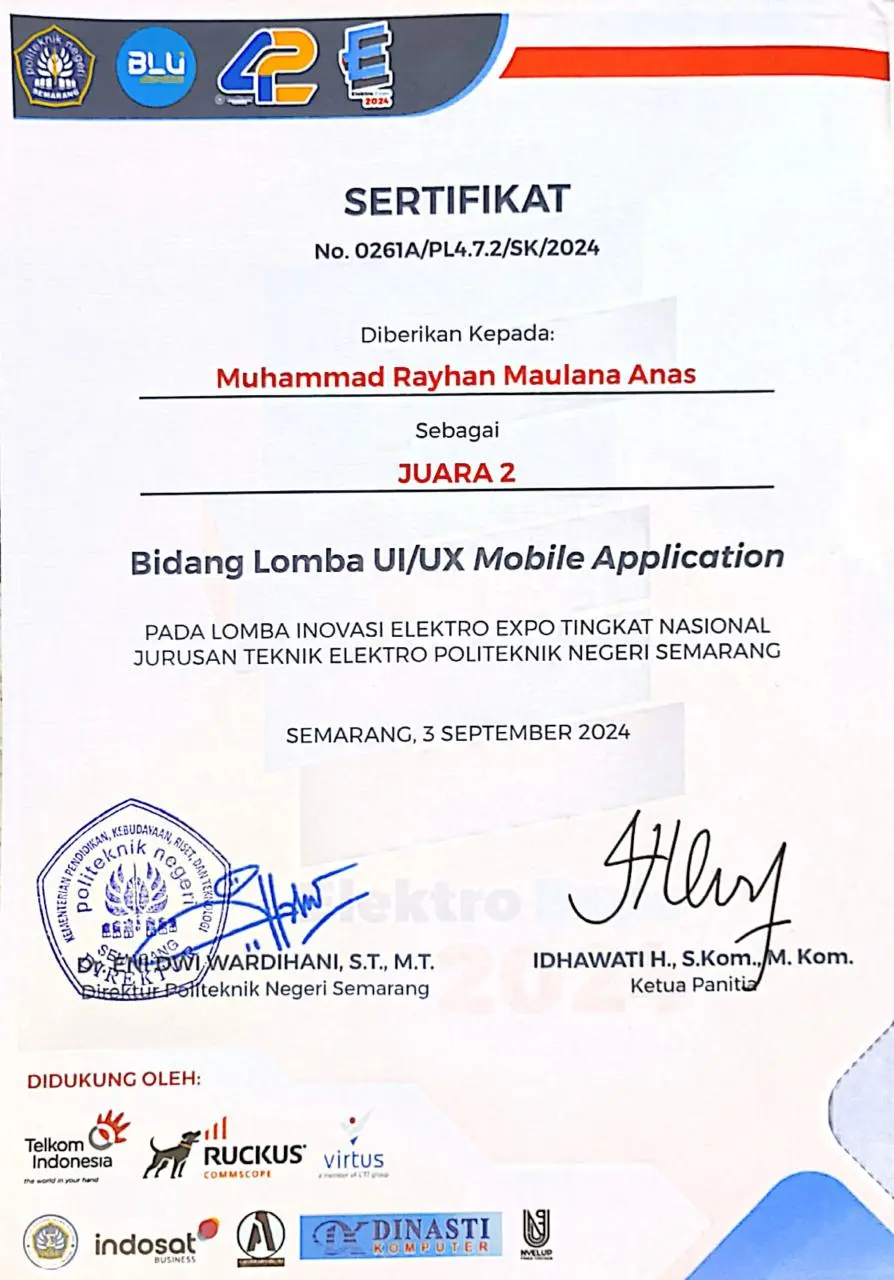 politeknik negeri
SEMARANG
BLU
42
Elektro Expo
2024
SERTIFIKAT
No. 0261A/PL4.7.2/SK/2024
Diberikan Kepada:
Muhammad Rayhan Maulana Anas
Sebagai
JUARA 2
Bidang Lomba UI/UX Mobile Application
PADA LOMBA INOVASI ELEKTRO EXPO TINGKAT NASIONAL
JURUSAN TEKNIK ELEKTRO POLITEKNIK NEGERI SEMARANG
SEMARANG, 3 SEPTEMBER 2024
Elektro
2024
KEMENTERIAN PENDIDIKAN, KEBUDAYAAN, RISET, DAN TEKNOLOGI
politeknik negeri
SEMARANG
DIREKTUR
Dr. ENI DWI WARDIHANI, S.T., M.T.
Direktur Politeknik Negeri Semarang
IDHAWATI H., S.Kom., M. Kom.
Ketua Panitia
DIDUKUNG OLEH:
Telkom
Indonesia
the world in your hand
RUCKUS
COMMSCOPE
virtus
a member of CTI group
indosat
BUSINESS
DINASTI
KOMPUTER
NVELUP